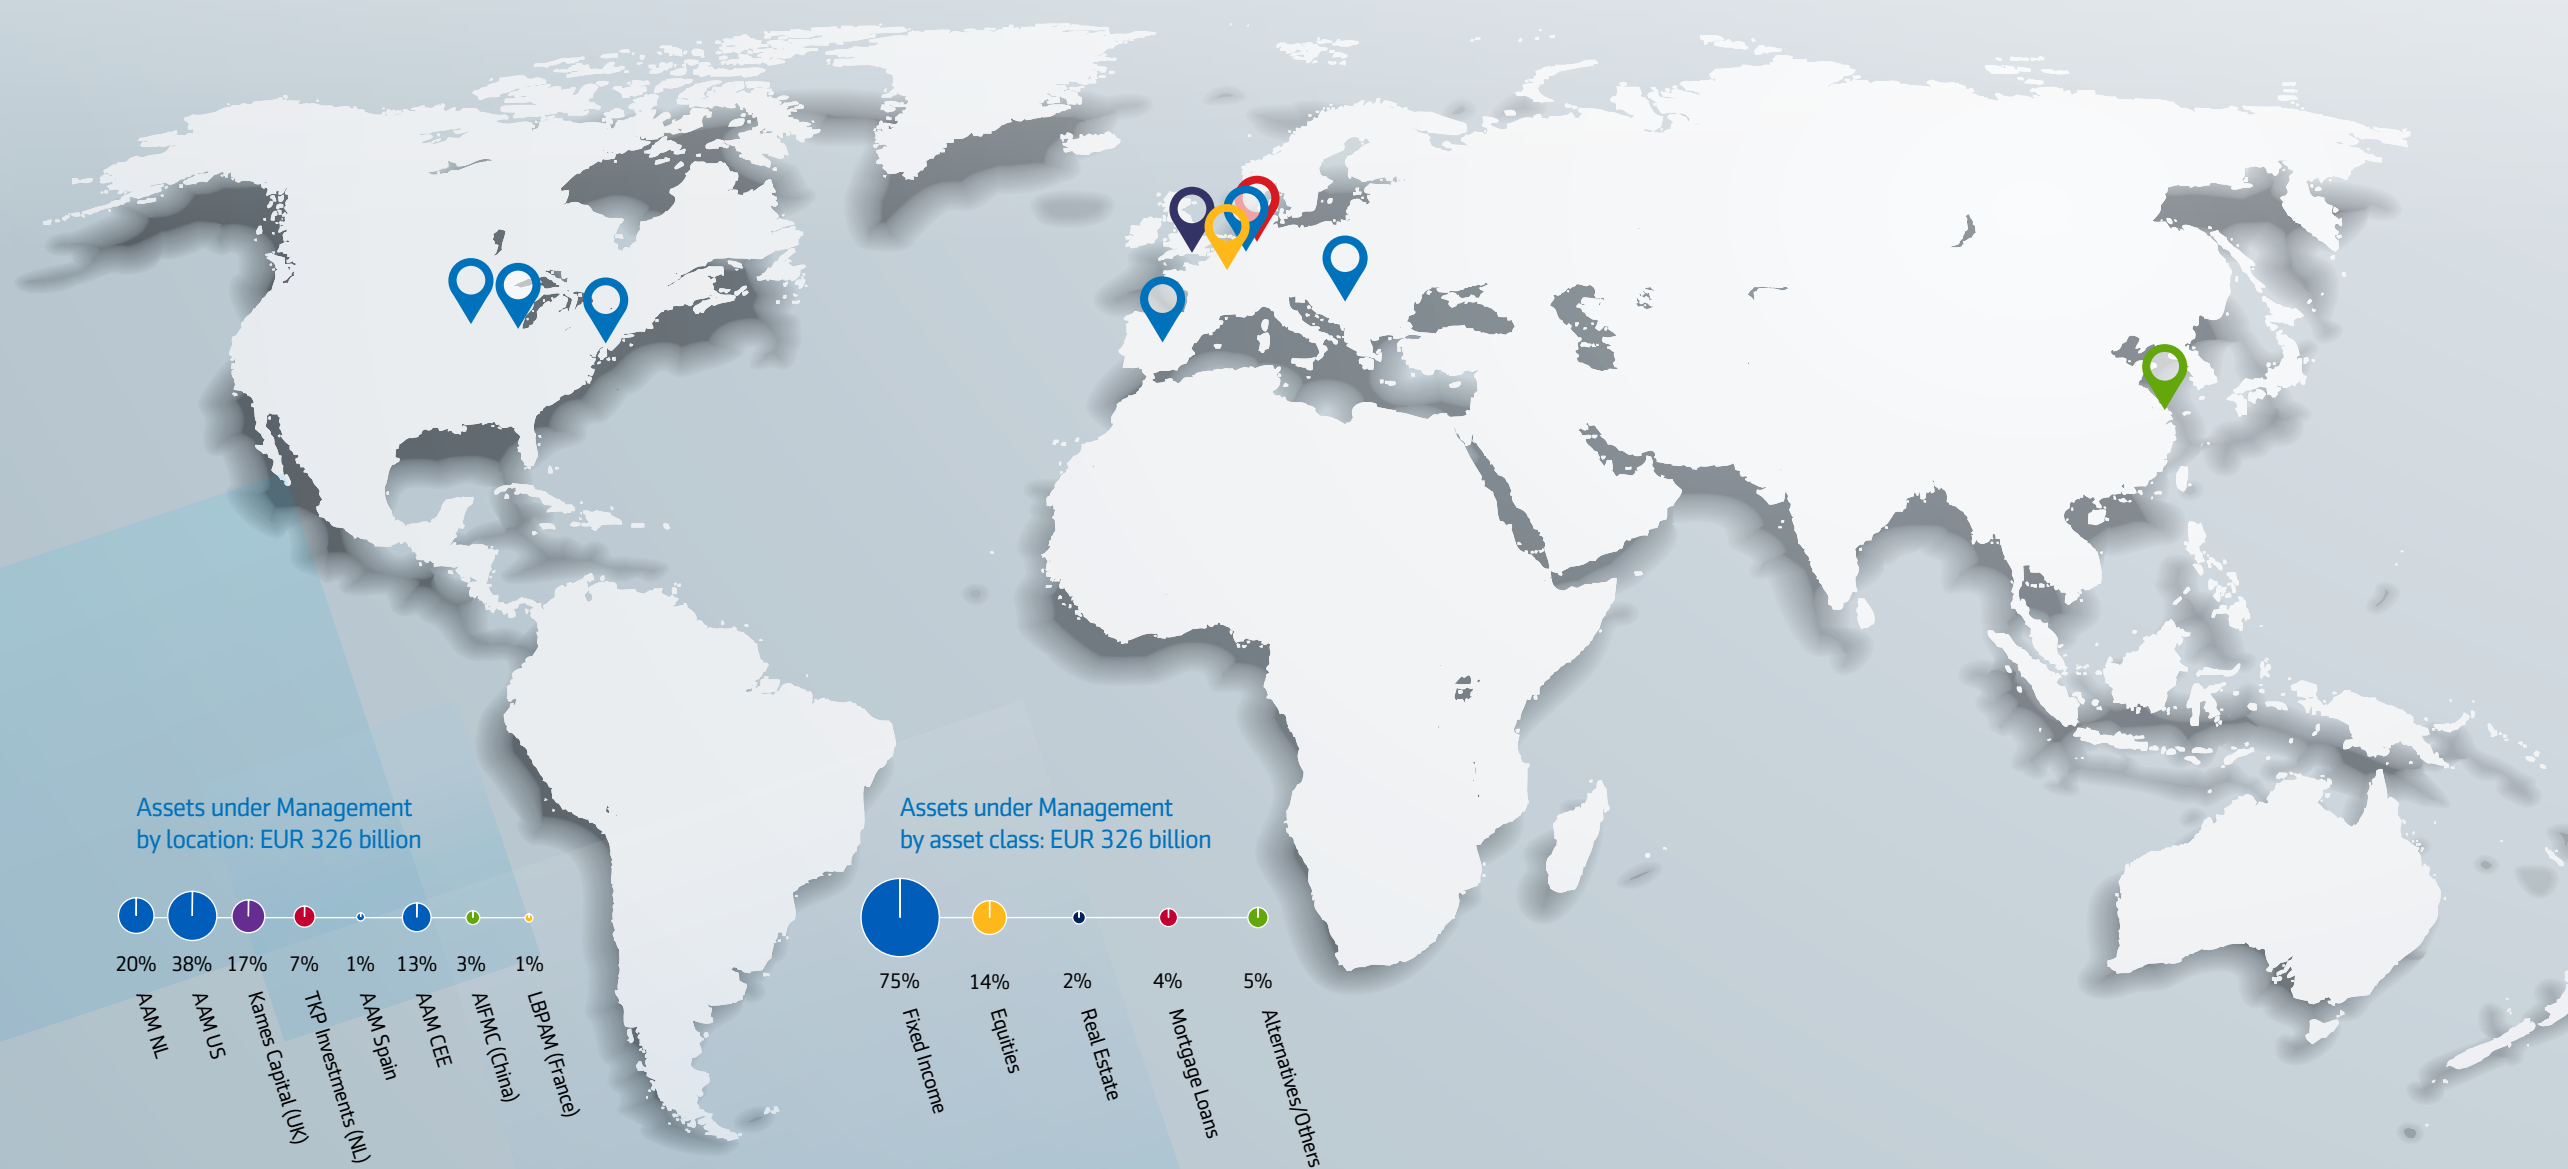 Assets under Management
by location: EUR 326 billion
20% 38% 17% 7% 1% 13% 3% 1%
AAM NL
AAM US
Kames Capital (UK)
TKP Investments (NL)
AAM Spain
AAM CEE
AIFMC (China)
LBPAM (France)
Assets under Management
by asset class: EUR 326 billion
75% 14% 2% 4% 5%
Fixed Income
Equities
Real Estate
Mortgage Loans
Alternatives/Others